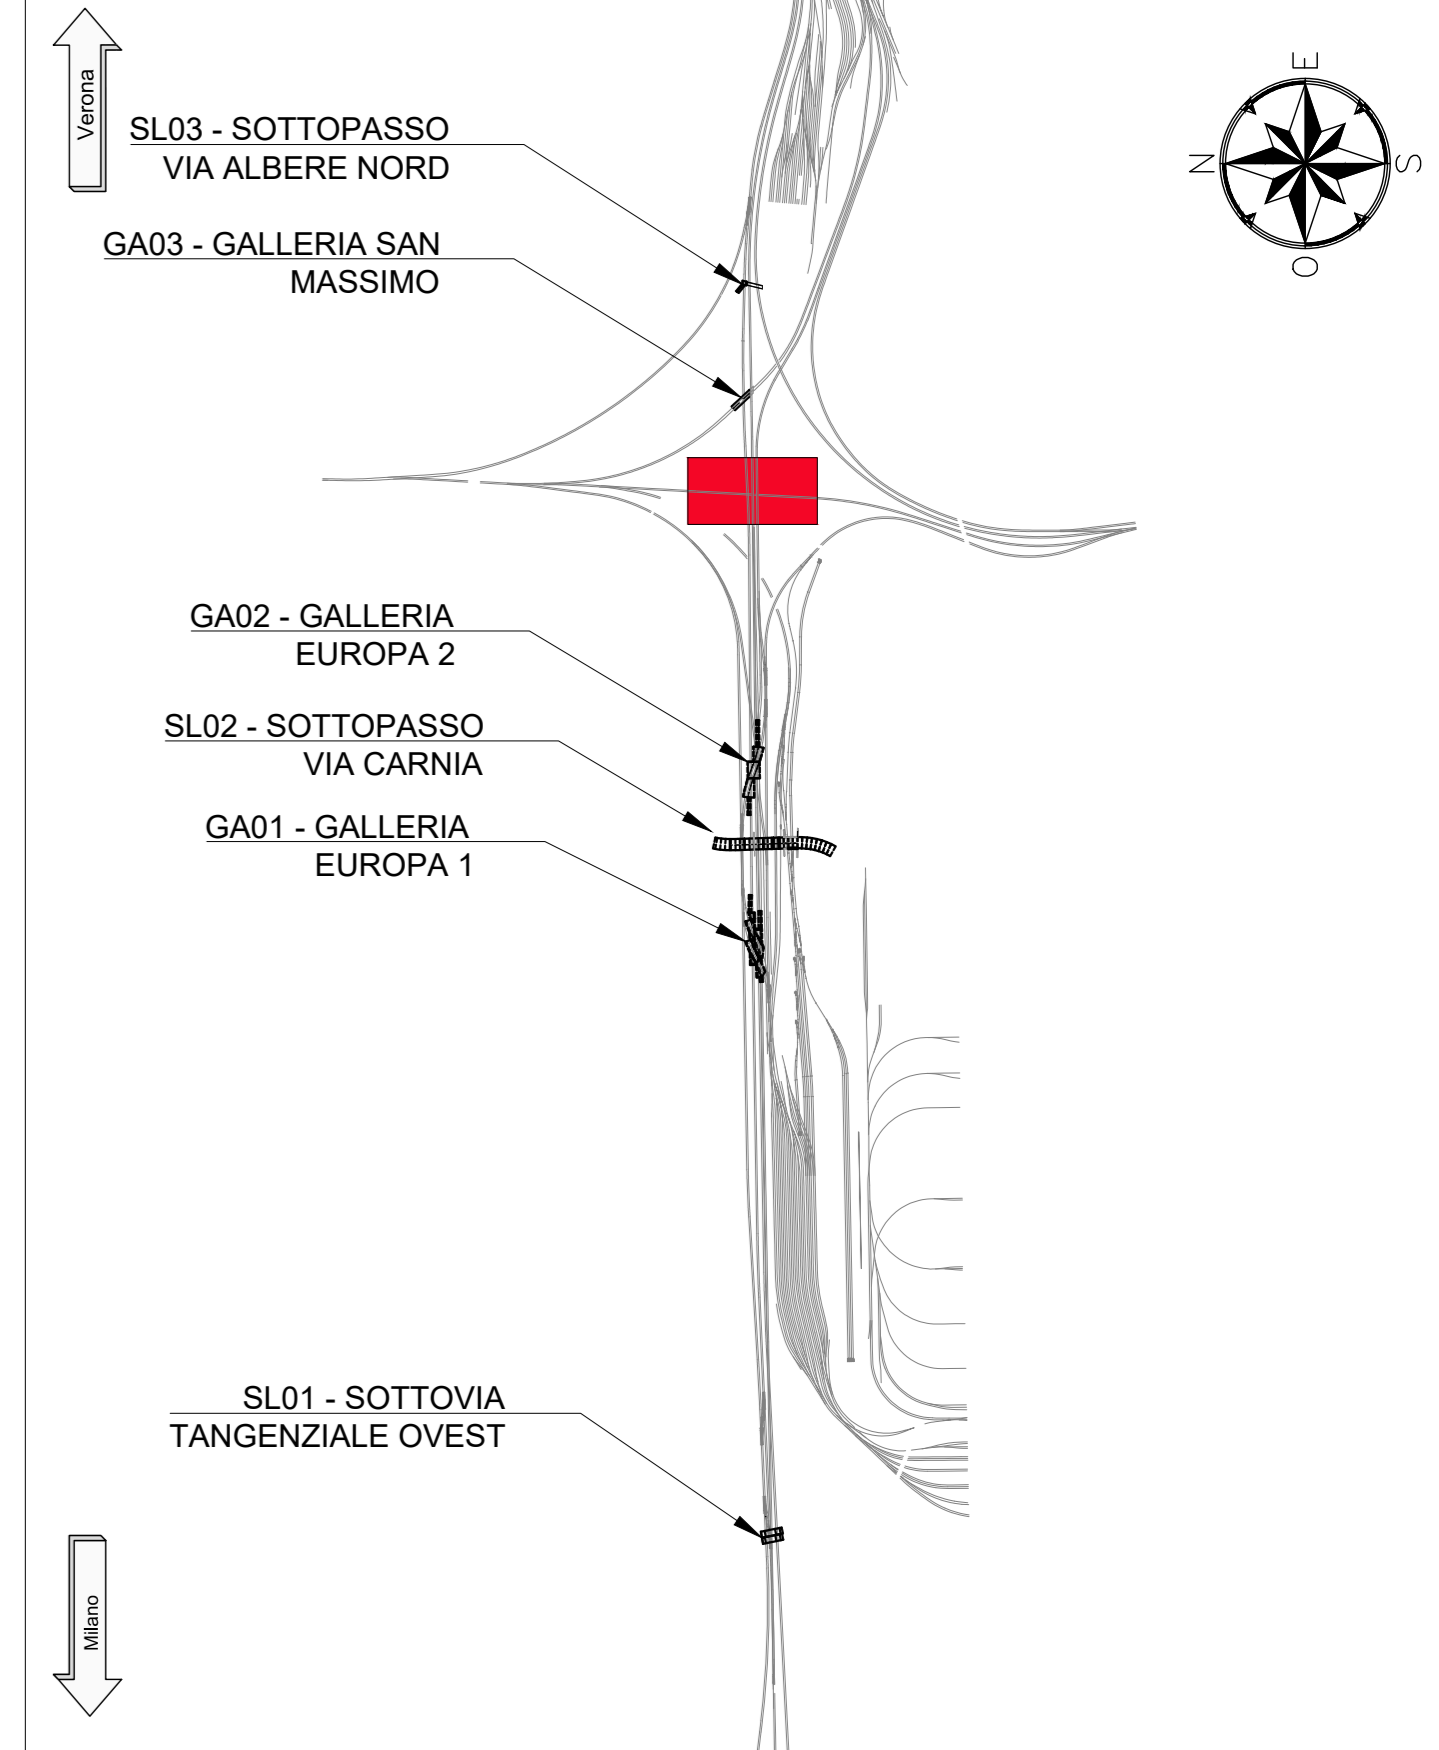 Verona
E
N
S
O
SL03 - SOTTOPASSO
VIA ALBERE NORD
GA03 - GALLERIA SAN
MASSIMO
GA02 - GALLERIA
EUROPA 2
SL02 - SOTTOPASSO
VIA CARNIA
GA01 - GALLERIA
EUROPA 1
SL01 - SOTTOVIA
TANGENZIALE OVEST
Milano